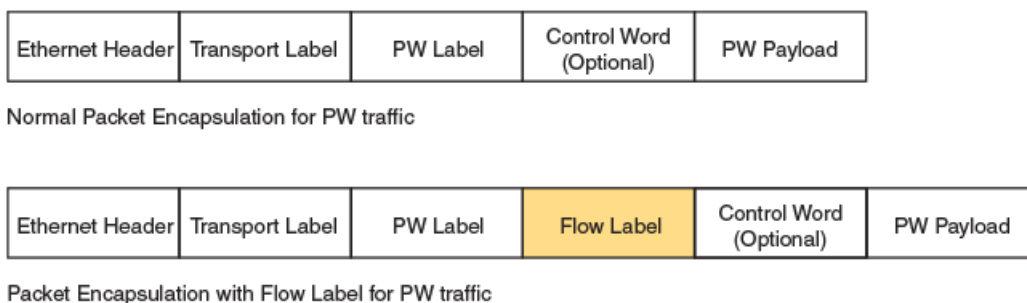 Ethernet Header Transport Label PW Label Control Word (Optional) PW Payload
Normal Packet Encapsulation for PW traffic
Ethernet Header Transport Label PW Label Flow Label Control Word (Optional) PW Payload
Packet Encapsulation with Flow Label for PW traffic